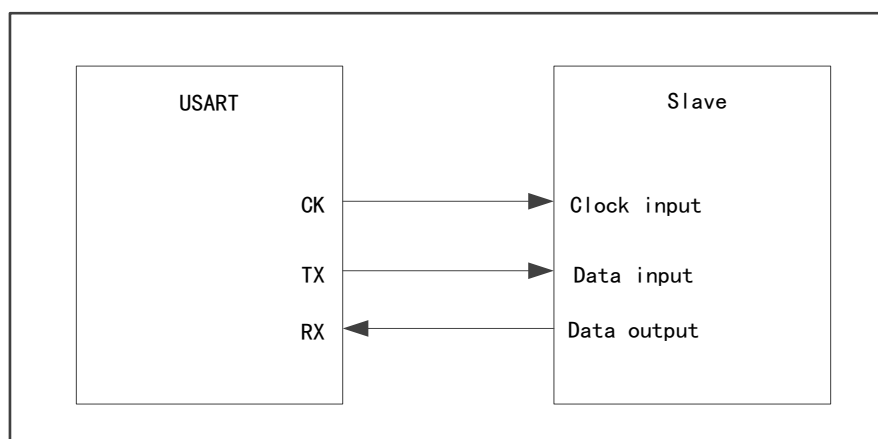 USART
Slave
CK
Clock input
TX
Data input
RX
Data output